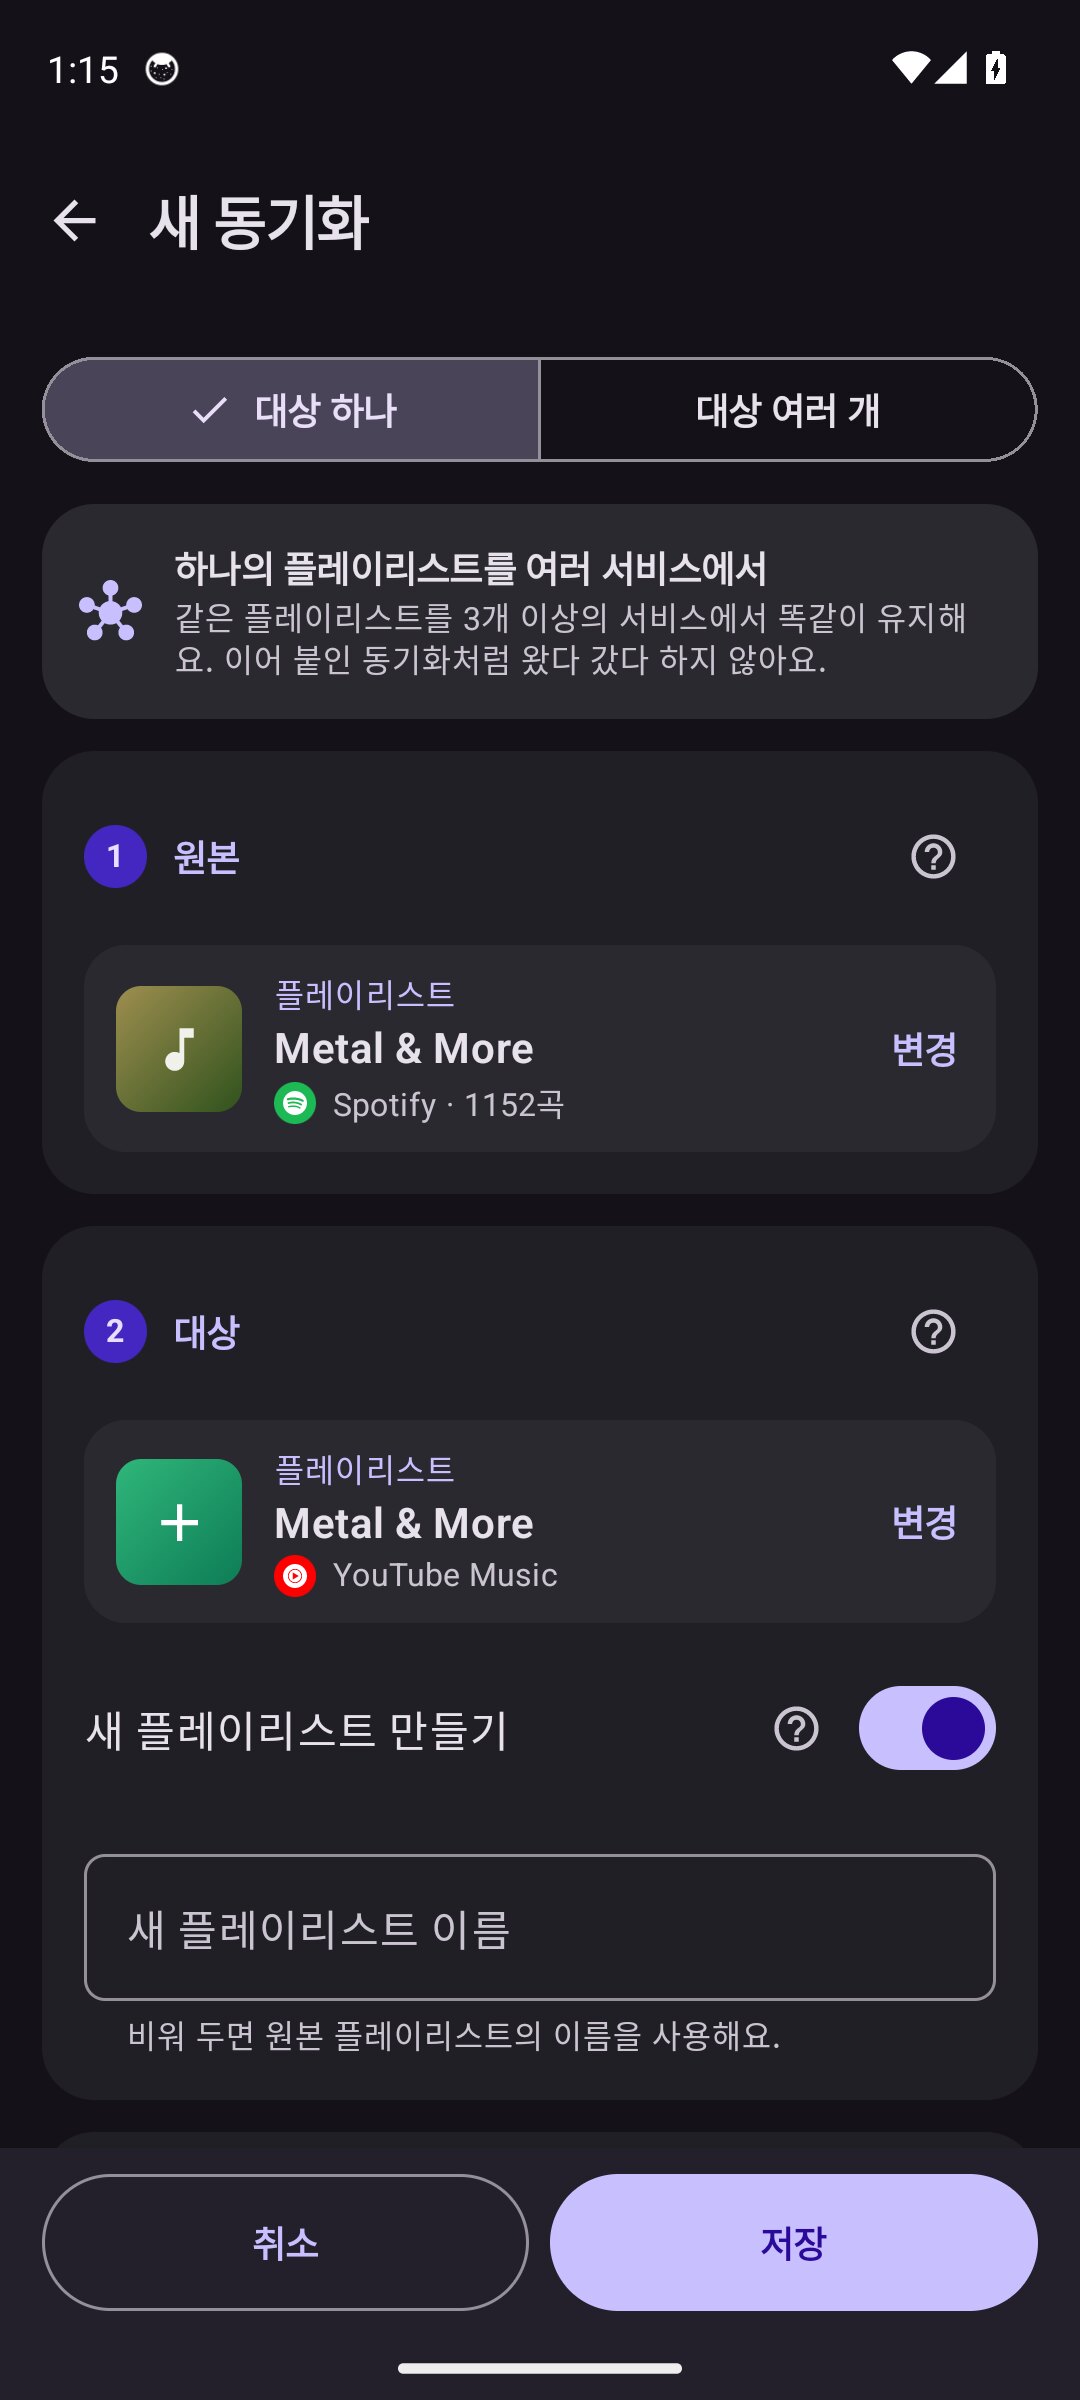 1:15
새 동기화
대상 하나
대상 여러 개
하나의 플레이리스트를 여러 서비스에서
같은 플레이리스트를 3개 이상의 서비스에서 똑같이 유지해
요. 이어 붙인 동기화처럼 왔다 갔다 하지 않아요.
1 원본
플레이리스트
Metal & More
Spotify · 1152곡
변경
2 대상
플레이리스트
Metal & More
YouTube Music
변경
새 플레이리스트 만들기
새 플레이리스트 이름
비워 두면 원본 플레이리스트의 이름을 사용해요.
취소
저장